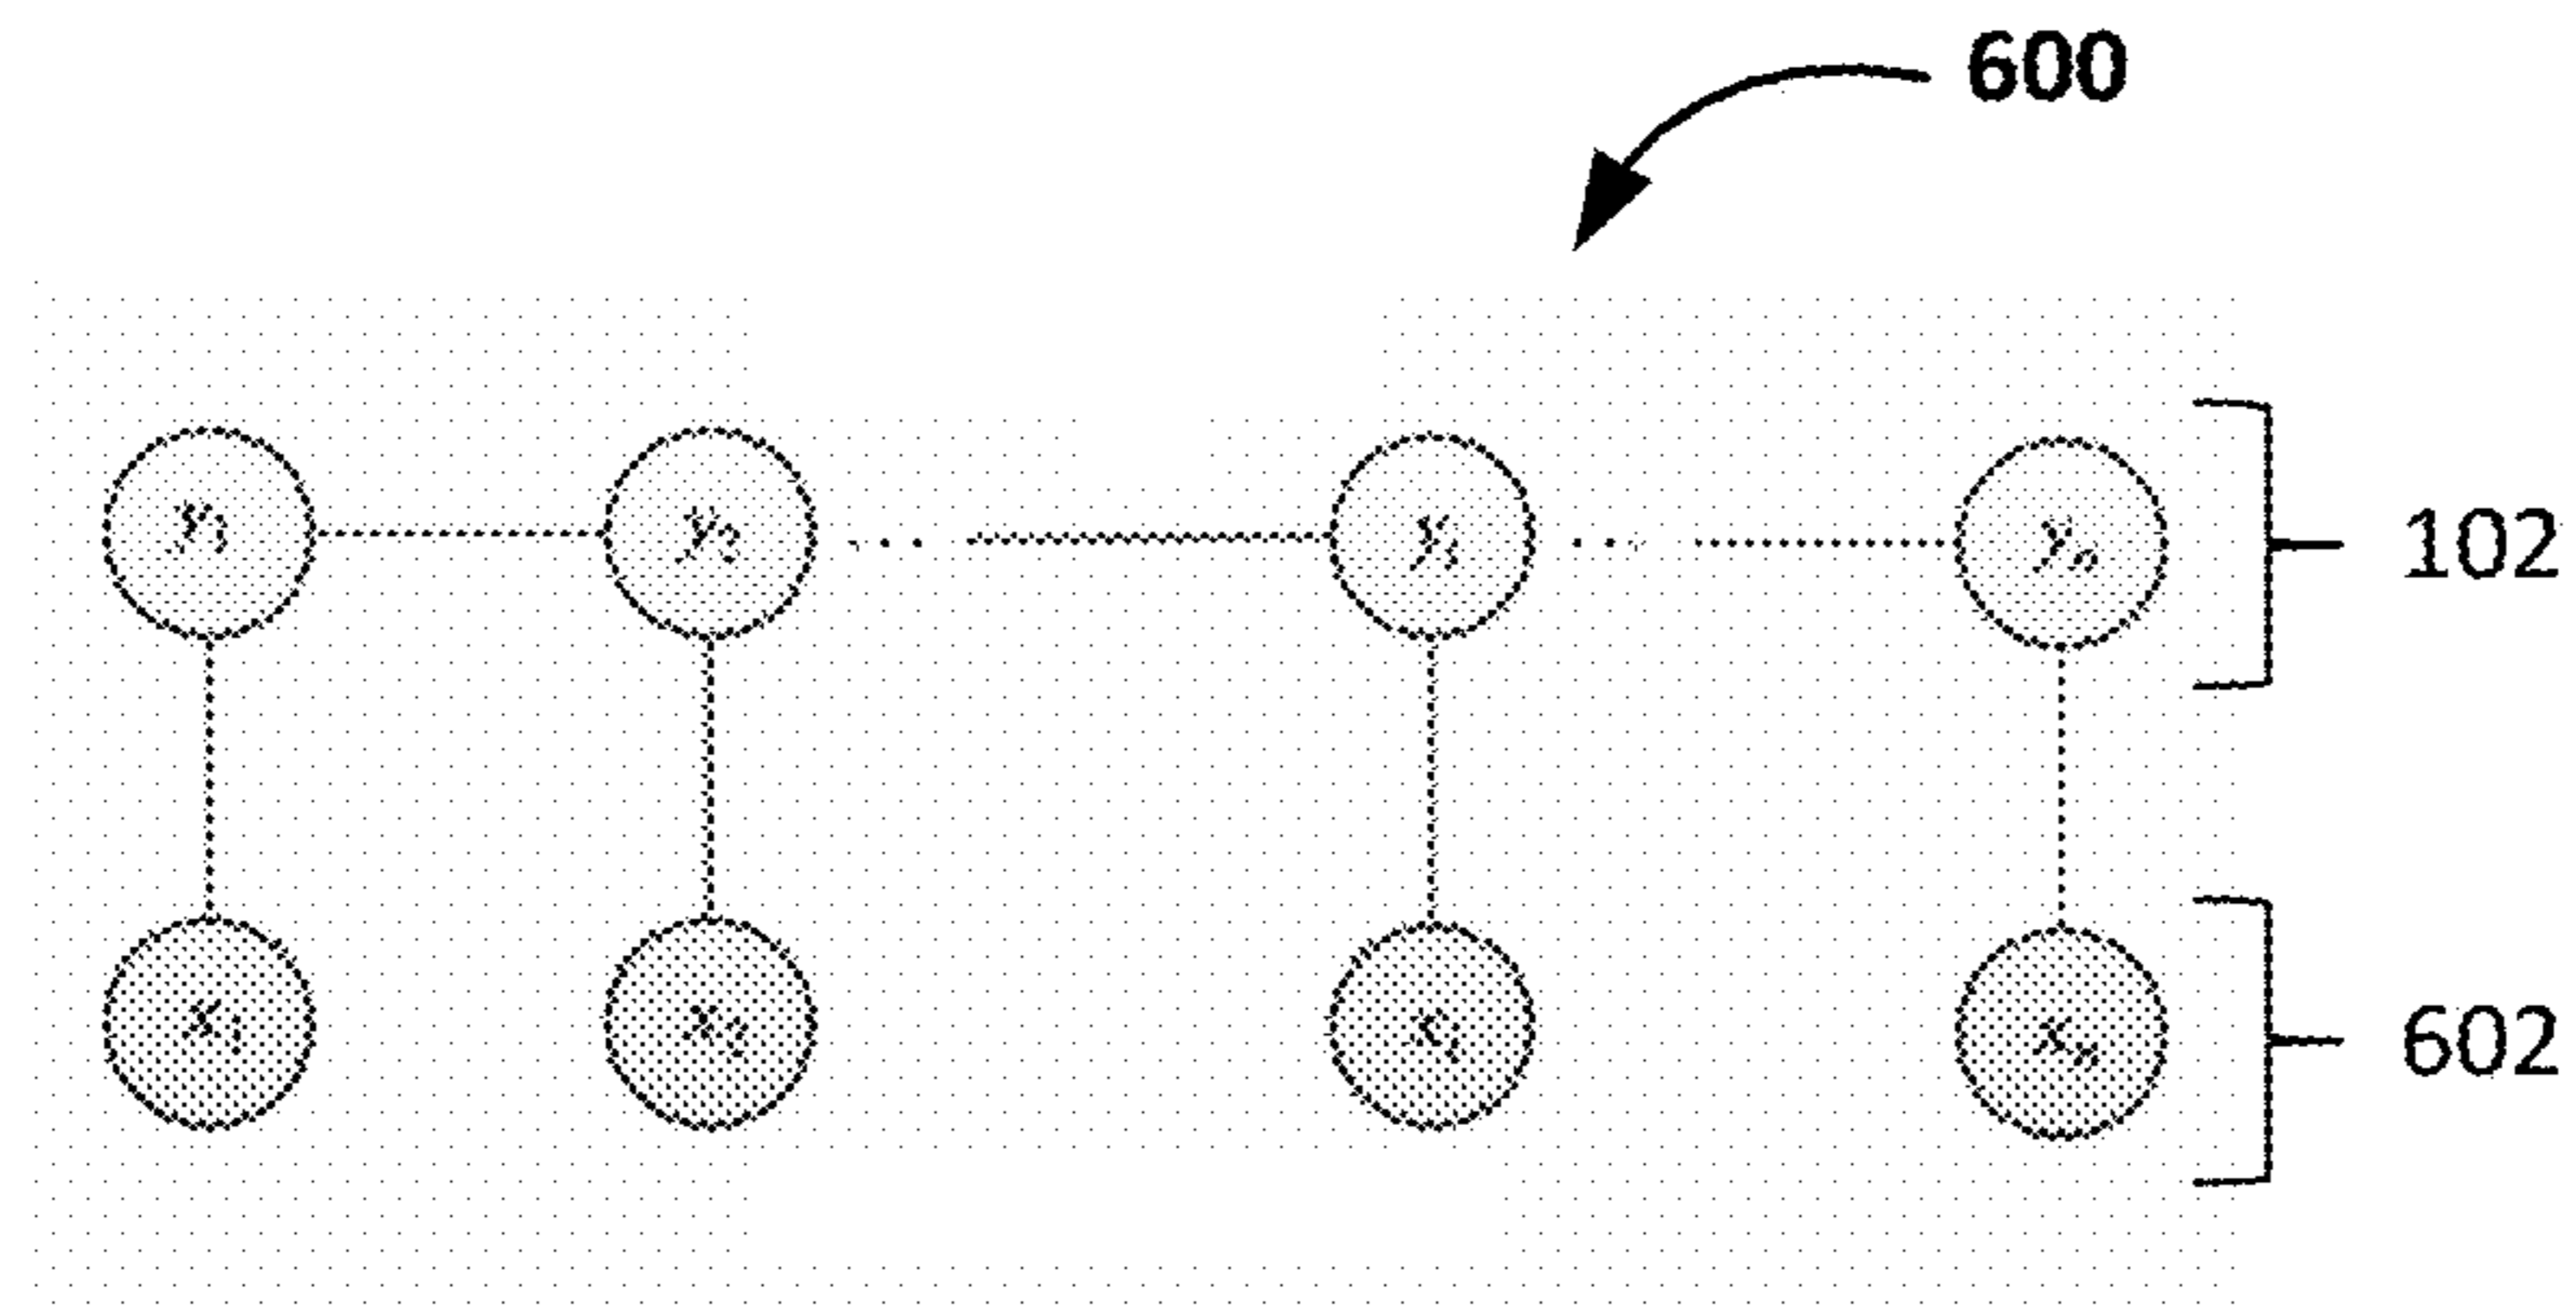 600
y₁ y₂ . . . yᵢ . . . yₙ 102
x₁ x₂ xᵢ xₙ 602